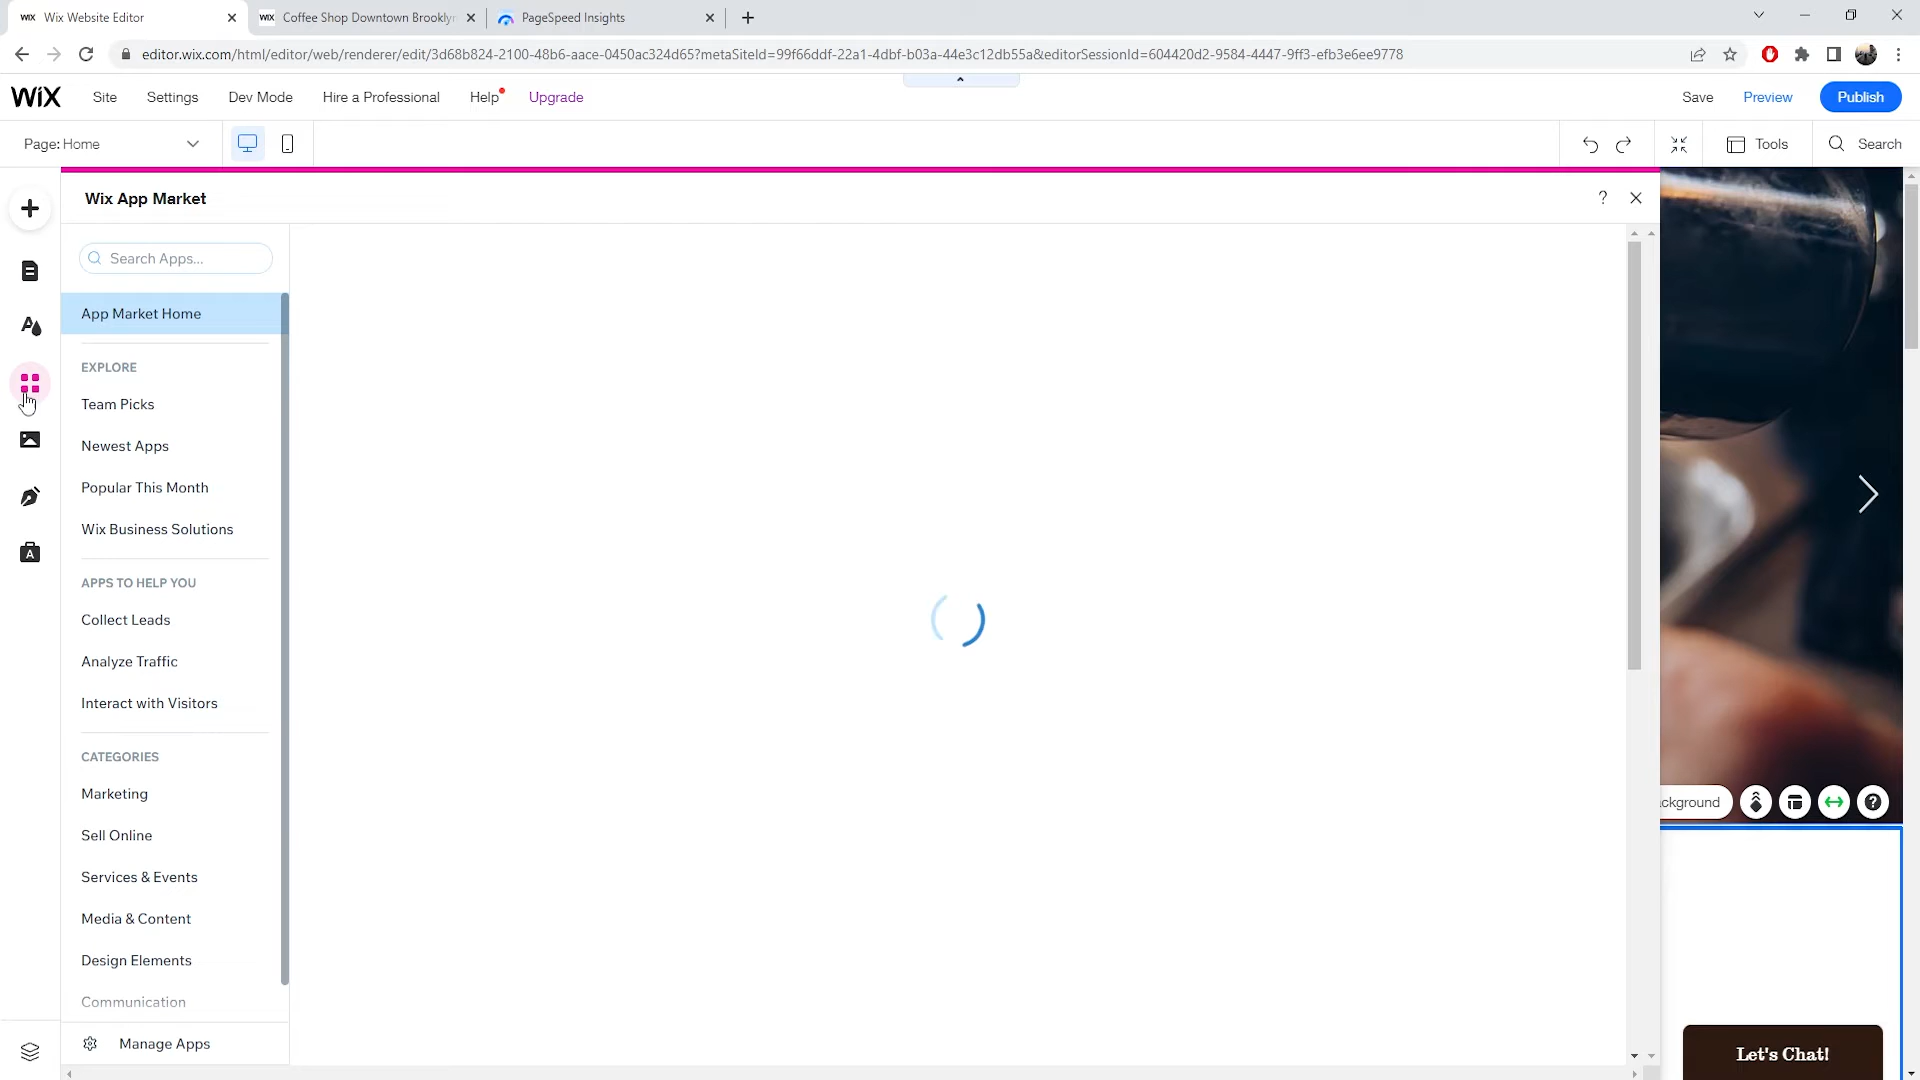 WIX Wix Website Editor
WIX Coffee Shop Downtown Brooklyn
PageSpeed Insights
editor.wix.com/html/editor/web/renderer/edit/3d68b824-2100-48b6-aace-0450ac324d65?metaSiteId=99f66ddf-22a1-4dbf-b03a-44e3c12db55a&editorSessionId=604420d2-9584-4447-9ff3-efb3e6ee9778
WIX Site Settings Dev Mode Hire a Professional Help Upgrade Save Preview Publish
Page: Home Tools Search
Wix App Market ?
Search Apps...
App Market Home
EXPLORE
Team Picks
Newest Apps
Popular This Month
Wix Business Solutions
APPS TO HELP YOU
Collect Leads
Analyze Traffic
Interact with Visitors
CATEGORIES
Marketing
Sell Online
Services & Events
Media & Content
Design Elements
Communication
Manage Apps
ckground ?
Let's Chat!